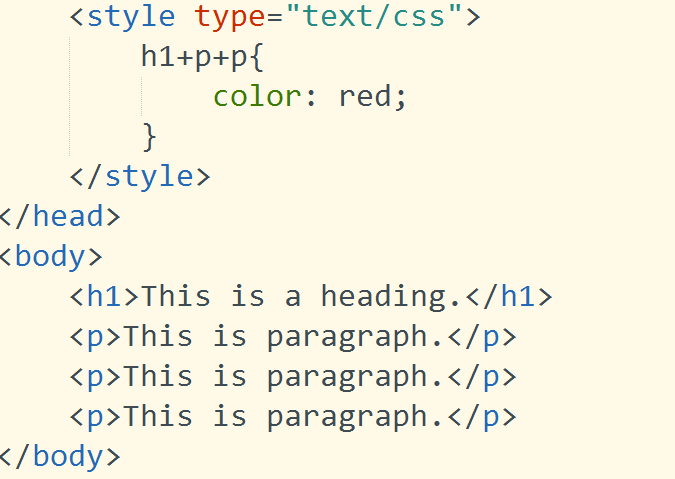 <style type="text/css">
h1+p+p{
color: red;
}
</style>
</head>
<body>
<h1>This is a heading.</h1>
<p>This is paragraph.</p>
<p>This is paragraph.</p>
<p>This is paragraph.</p>
</body>